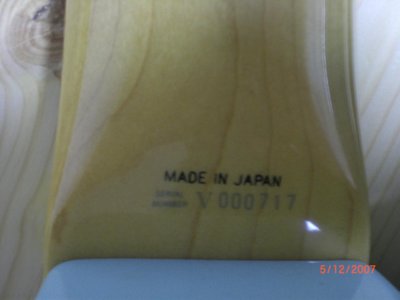 MADE IN JAPAN
SERIAL
NUMBER V 000717
5/12/2007